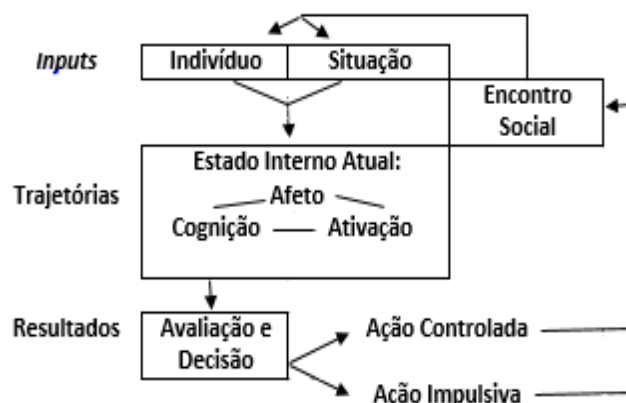 Inputs
Indivíduo
Situação
Encontro
Social
Estado Interno Atual:
Trajetórias
Afeto
Cognição
Ativação
Resultados
Avaliação e
Decisão
Ação Controlada
Ação Impulsiva